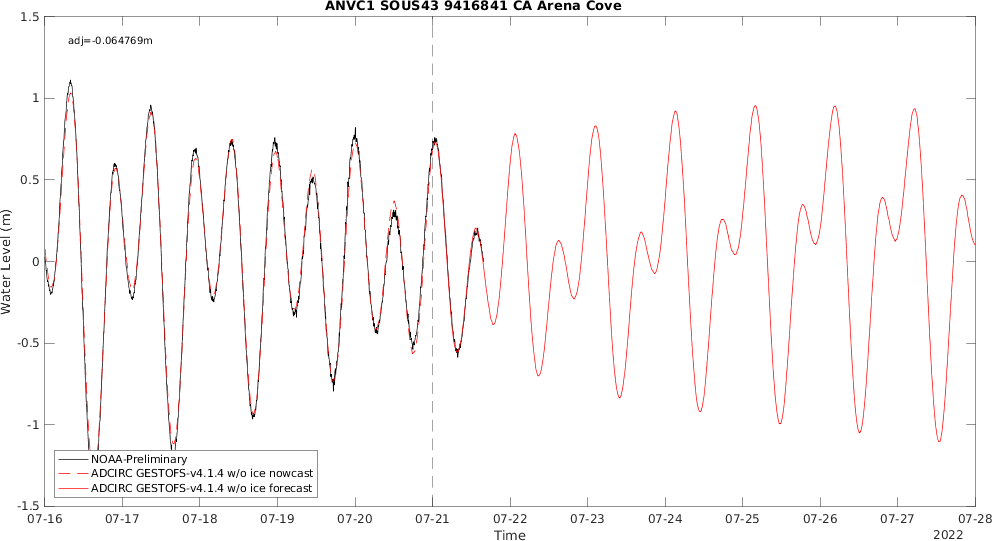 ANVC1 SOUS43 9416841 CA Arena Cove
adj=-0.064769m
Water Level (m)
1.5
1
0.5
0
-0.5
-1
-1.5
NOAA-Preliminary
ADCIRC GESTOFS-v4.1.4 w/o ice nowcast
ADCIRC GESTOFS-v4.1.4 w/o ice forecast
07-16 07-17 07-18 07-19 07-20 07-21 07-22 07-23 07-24 07-25 07-26 07-27 07-28
Time
2022